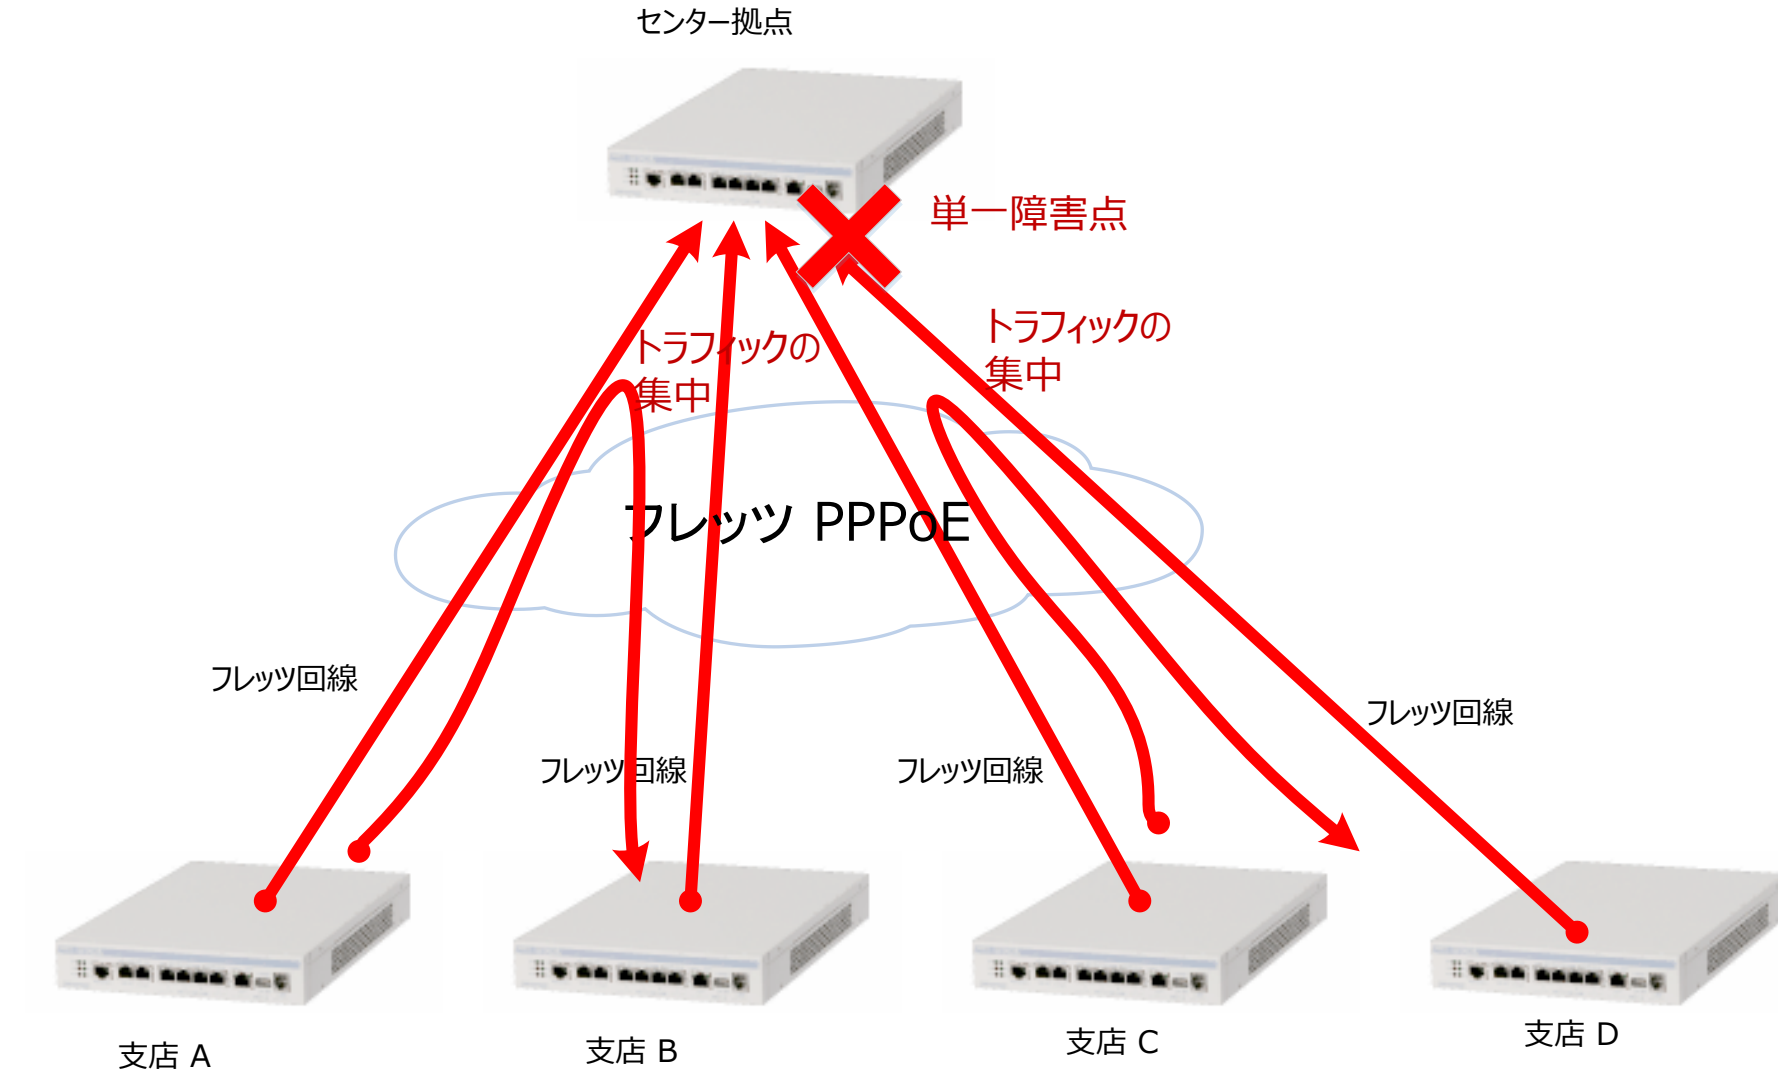 センター拠点
単一障害点
トラフィックの
集中
トラフィックの
集中
フレッツ PPPoE
フレッツ回線
フレッツ回線
フレッツ回線
フレッツ回線
支店 A
支店 B
支店 C
支店 D